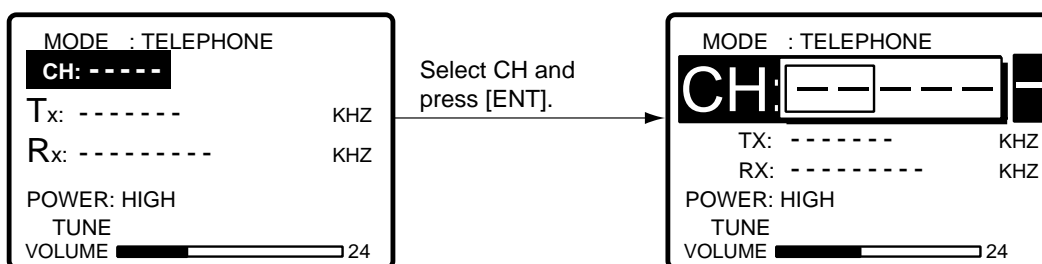 MODE : TELEPHONE
CH: - - - - -
Tx: - - - - - - - KHZ
Rx: - - - - - - - - - KHZ
POWER: HIGH
TUNE
VOLUME 24
Select CH and
press [ENT].
MODE : TELEPHONE
CH: - - - - -
TX: - - - - - - - KHZ
RX: - - - - - - - - - KHZ
POWER: HIGH
TUNE
VOLUME 24